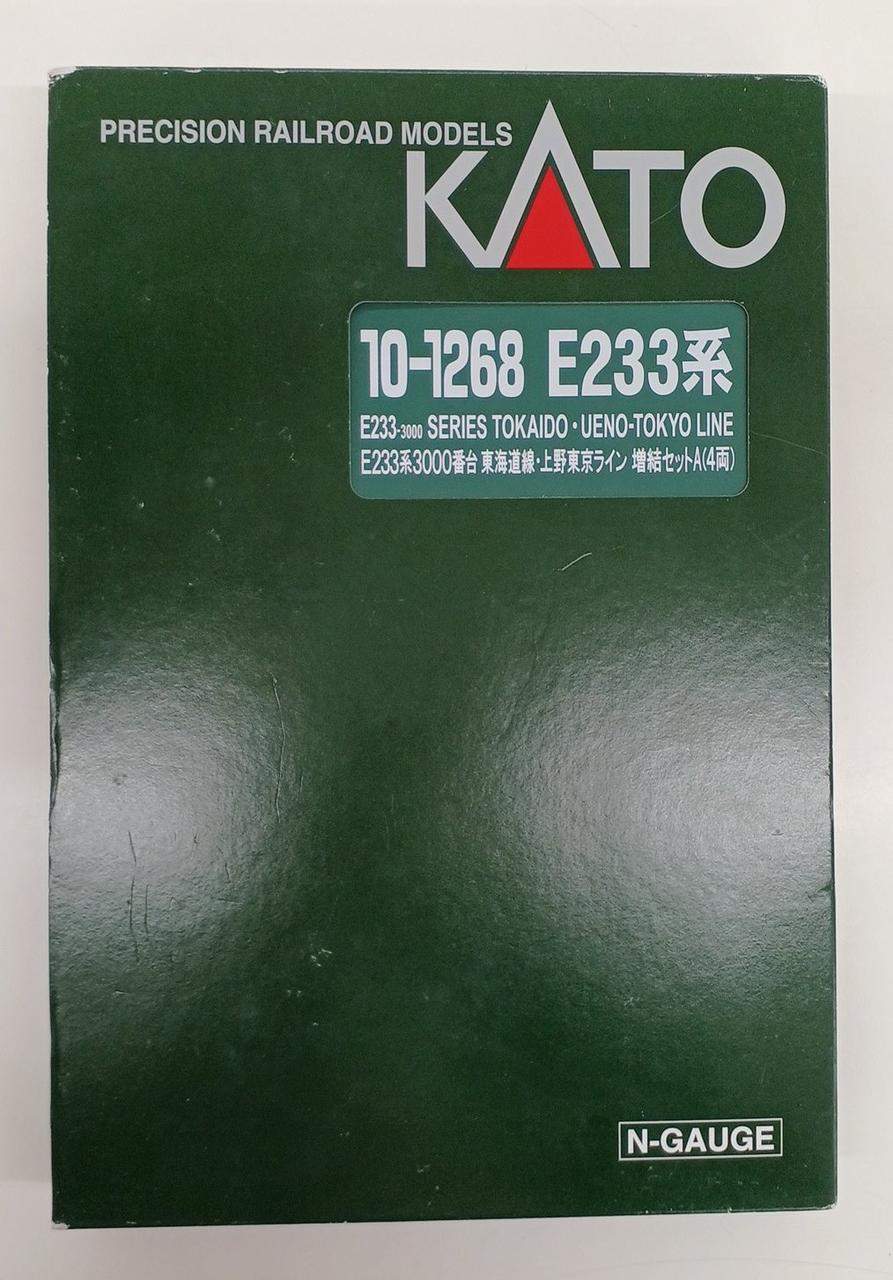 PRECISION RAILROAD MODELS
KATO
10-1268 E233系
E233-3000 SERIES TOKAIDO・UENO-TOKYO LINE
E233系3000番台 東海道線・上野東京ライン 増結セットA(4両)
N-GAUGE